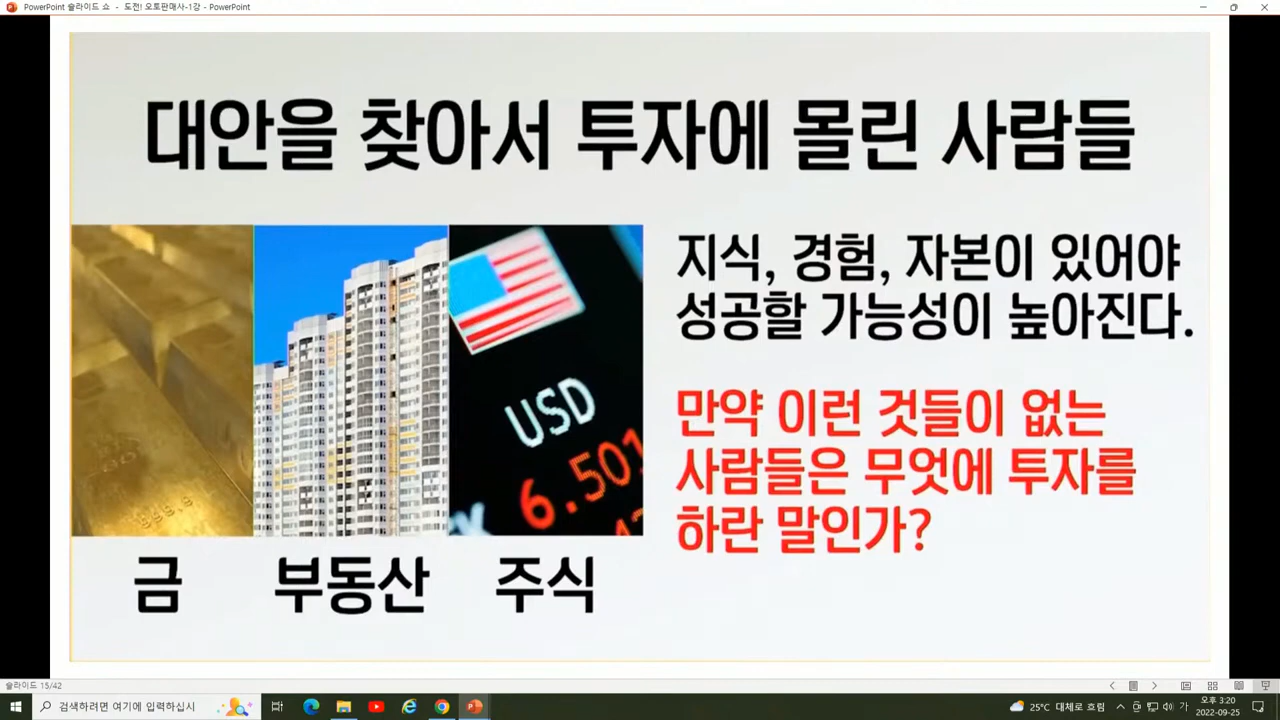 PowerPoint 슬라이드 쇼 - 도전! 오토판매사-1강 - PowerPoint
대안을 찾아서 투자에 몰린 사람들
지식, 경험, 자본이 있어야
성공할 가능성이 높아진다.
만약 이런 것들이 없는
사람들은 무엇에 투자를
하란 말인가?
USD
6.501
금
부동산
주식
슬라이드 15/42
검색하려면 여기에 입력하십시
25°C 대체로 흐림
가
오후 3:20
2022-09-25